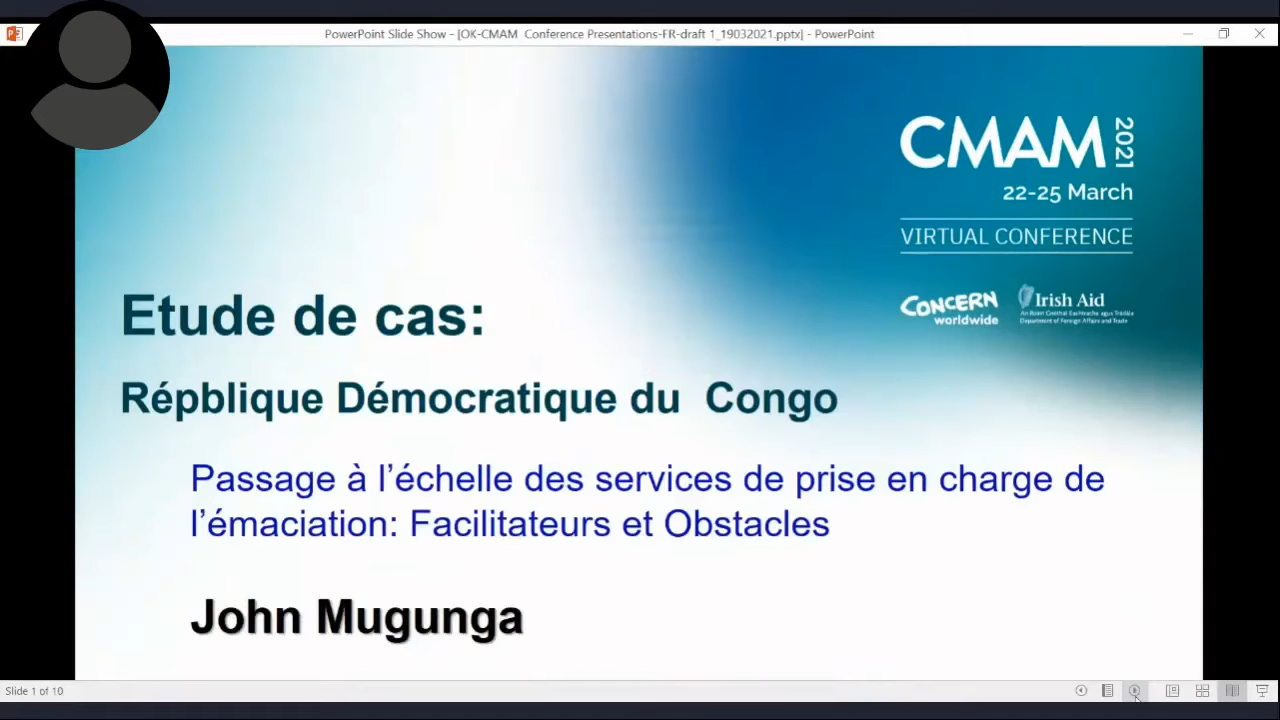 PowerPoint Slide Show - [OK-CMAM Conference Presentations-FR-draft 1_19032021.pptx] - PowerPoint
CMAM 2021
22-25 March
VIRTUAL CONFERENCE
CONCERN worldwide
Irish Aid
An Roinn Gnóthaí Eachtracha agus Trádála
Department of Foreign Affairs and Trade
Etude de cas:
Répblique Démocratique du Congo
Passage à l’échelle des services de prise en charge de
l’émaciation: Facilitateurs et Obstacles
John Mugunga
Slide 1 of 10